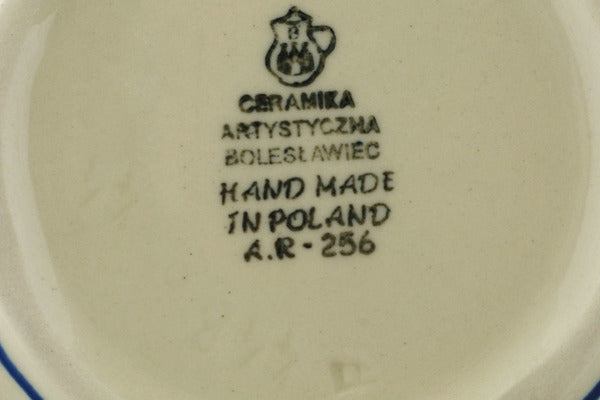 CERAMIKA
ARTYSTYCZNA
BOLESŁAWIEC
HAND MADE
IN POLAND
A.R - 256